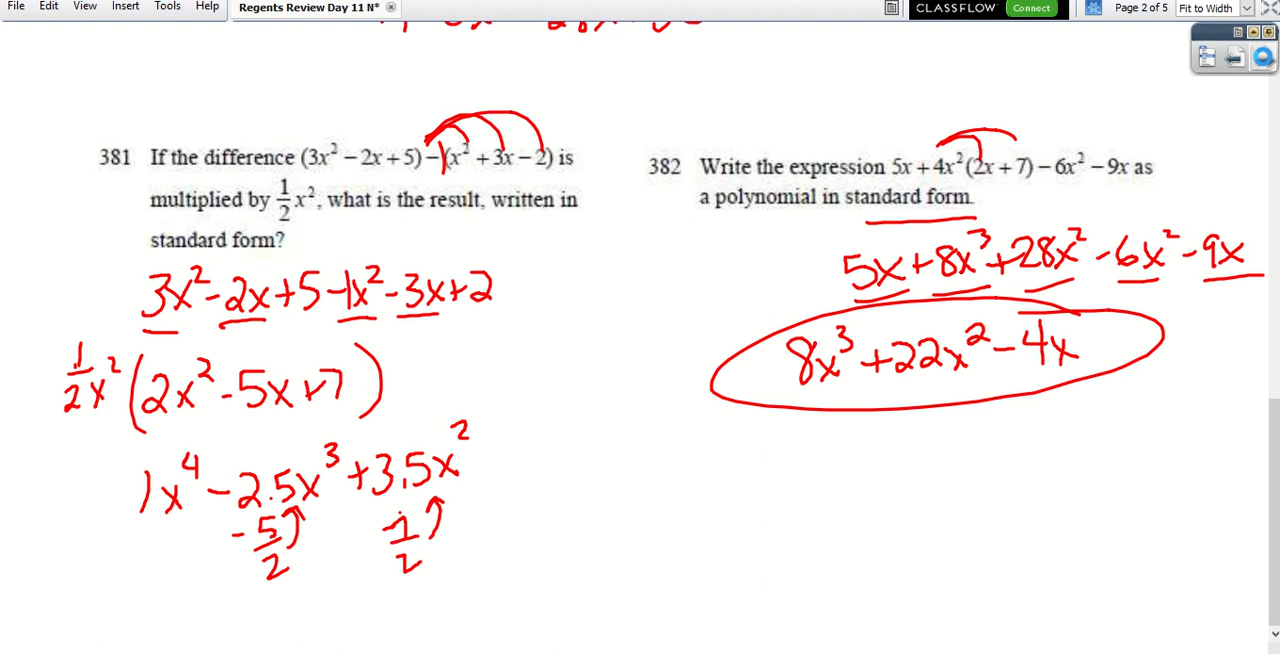 File Edit View Insert Tools Help Regents Review Day 11 N* CLASSFLOW Connect Page 2 of 5 Fit to Width
381 If the difference (3x² − 2x + 5) − (x² + 3x − 2) is
multiplied by 1/2 x², what is the result, written in
standard form?
3x² - 2x + 5 - 1x² - 3x + 2
1/2 x² (2x² - 5x + 7)
1x⁴ - 2.5x³ + 3.5x²
- 5/2
382 Write the expression 5x + 4x²(2x + 7) − 6x² − 9x as
a polynomial in standard form.
5x + 8x³ + 28x² - 6x² - 9x
8x³ + 22x² - 4x